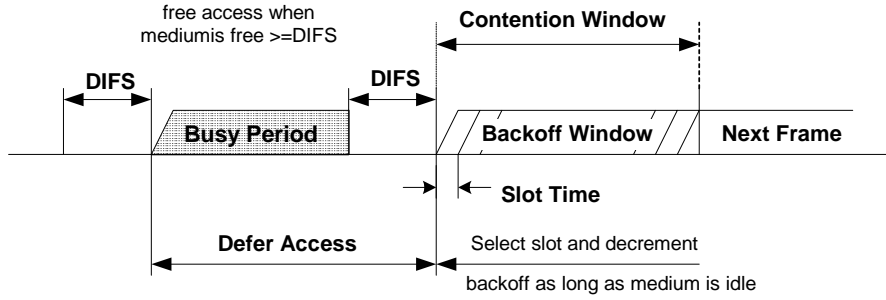 free access when
mediumis free >=DIFS
Contention Window
DIFS
DIFS
Busy Period
Backoff Window
Next Frame
Slot Time
Defer Access
Select slot and decrement
backoff as long as medium is idle